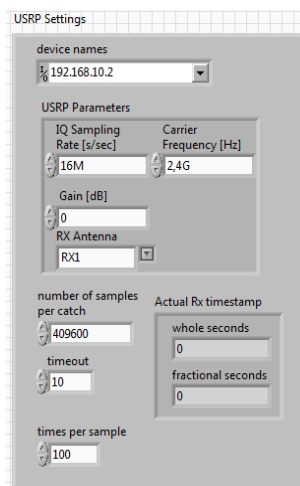 USRP Settings
device names
I/O 192.168.10.2
USRP Parameters
IQ Sampling
Rate [s/sec]
16M
Carrier
Frequency [Hz]
2,4G
Gain [dB]
0
RX Antenna
RX1
number of samples
per catch
409600
timeout
10
times per sample
100
Actual Rx timestamp
whole seconds
0
fractional seconds
0